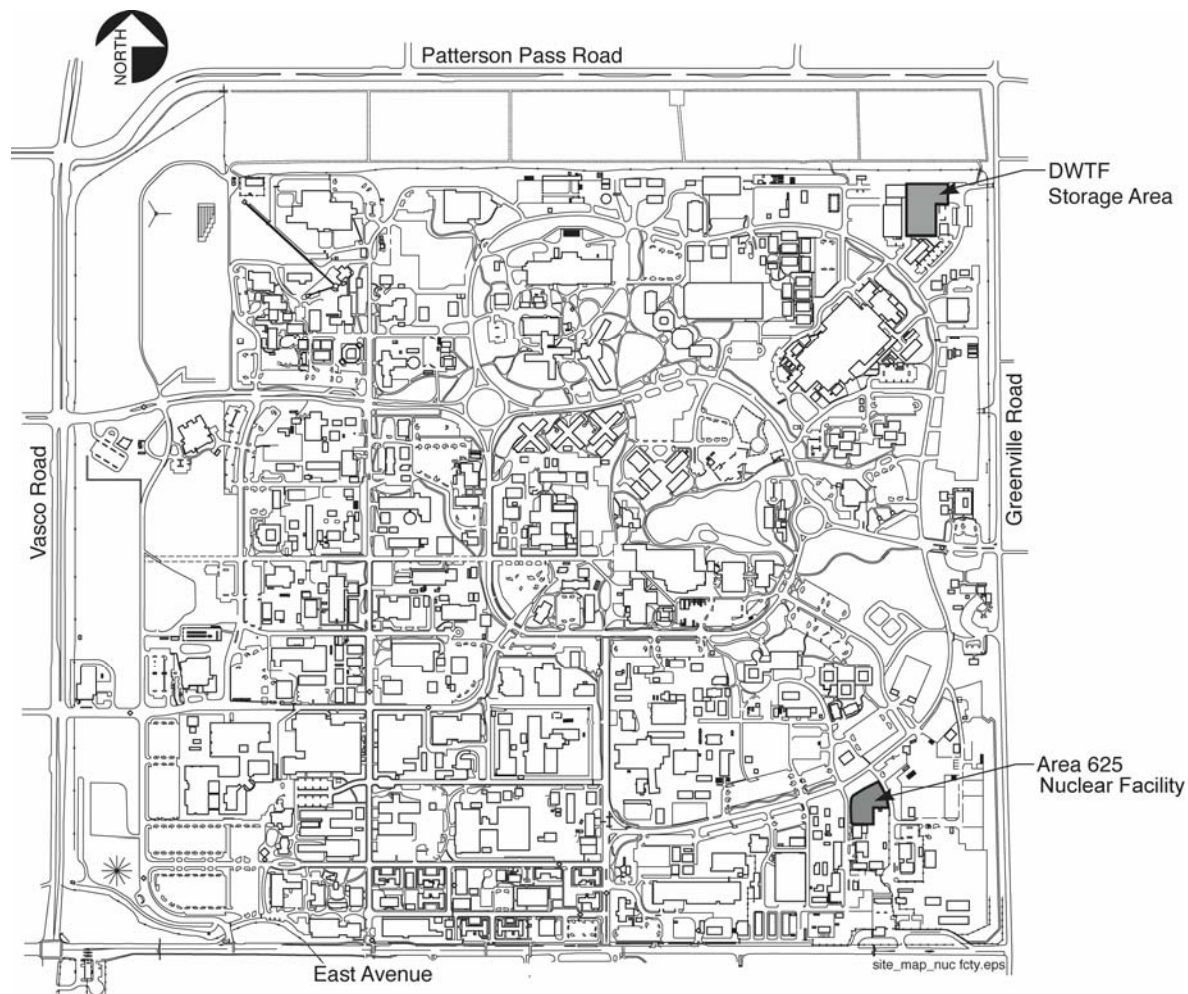 NORTH
Patterson Pass Road
DWTF
Storage Area
Vasco Road
Greenville Road
Area 625
Nuclear Facility
East Avenue
site_map_nuc fcty.eps